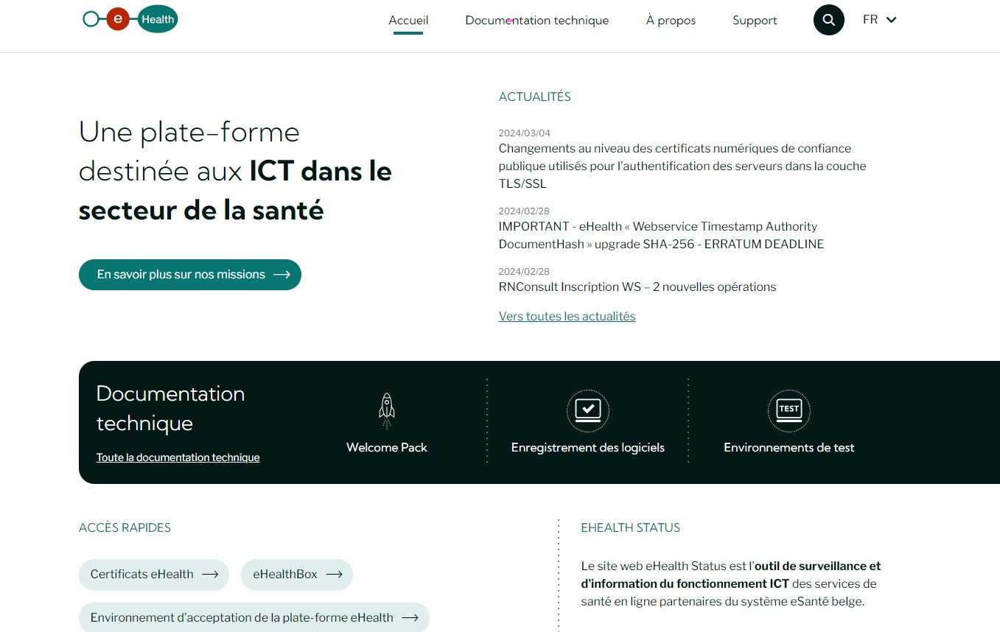 e Health
Accueil
Documentation technique
À propos
Support
FR
Une plate-forme
destinée aux ICT dans le
secteur de la santé
En savoir plus sur nos missions
ACTUALITÉS
2024/03/04
Changements au niveau des certificats numériques de confiance
publique utilisés pour l’authentification des serveurs dans la couche
TLS/SSL
2024/02/28
IMPORTANT - eHealth « Webservice Timestamp Authority
DocumentHash » upgrade SHA-256 - ERRATUM DEADLINE
2024/02/28
RNConsult Inscription WS – 2 nouvelles opérations
Vers toutes les actualités
Documentation
technique
Toute la documentation technique
Welcome Pack
Enregistrement des logiciels
TEST
Environnements de test
ACCÈS RAPIDES
Certificats eHealth
eHealthBox
Environnement d’acceptation de la plate-forme eHealth
EHEALTH STATUS
Le site web eHealth Status est l’outil de surveillance et
d’information du fonctionnement ICT des services de
santé en ligne partenaires du système eSanté belge.